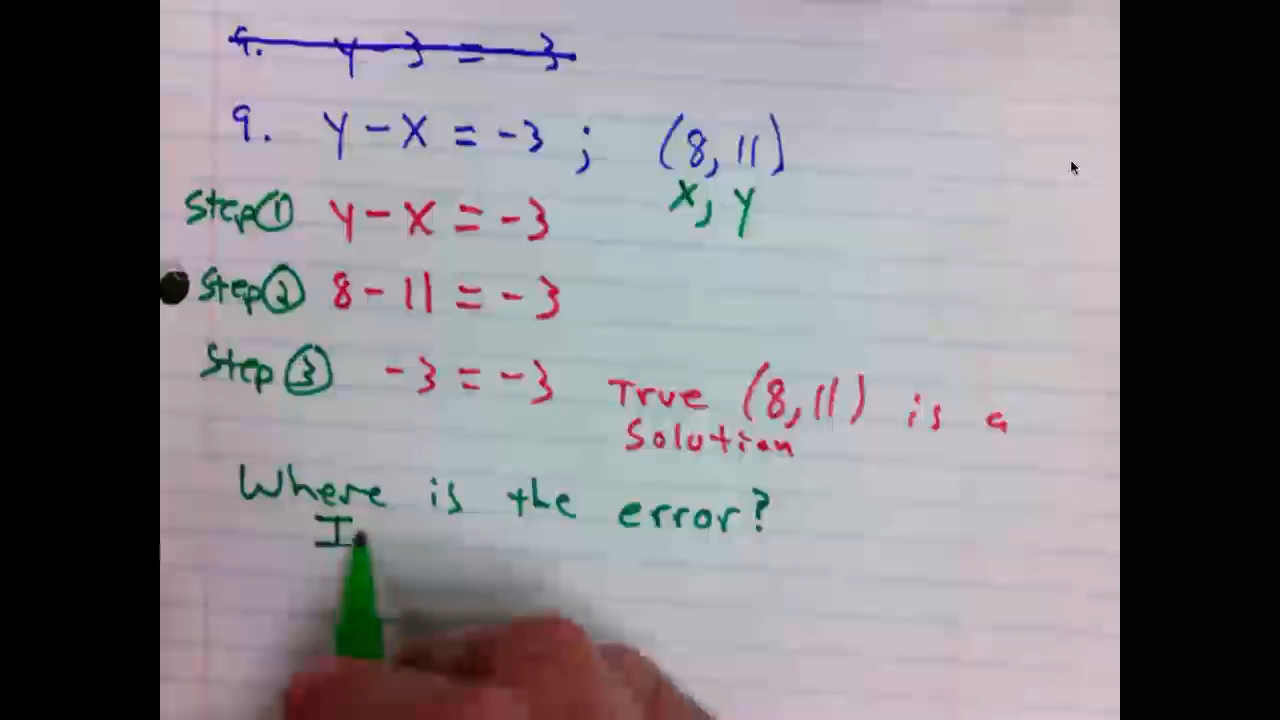 9. y - 3 = 3
9. y - x = -3 ; (8, 11)
x, y
Step ① y - x = -3
Step ② 8 - 11 = -3
Step ③ -3 = -3 True (8, 11) is a
Solution
Where is the error?
I